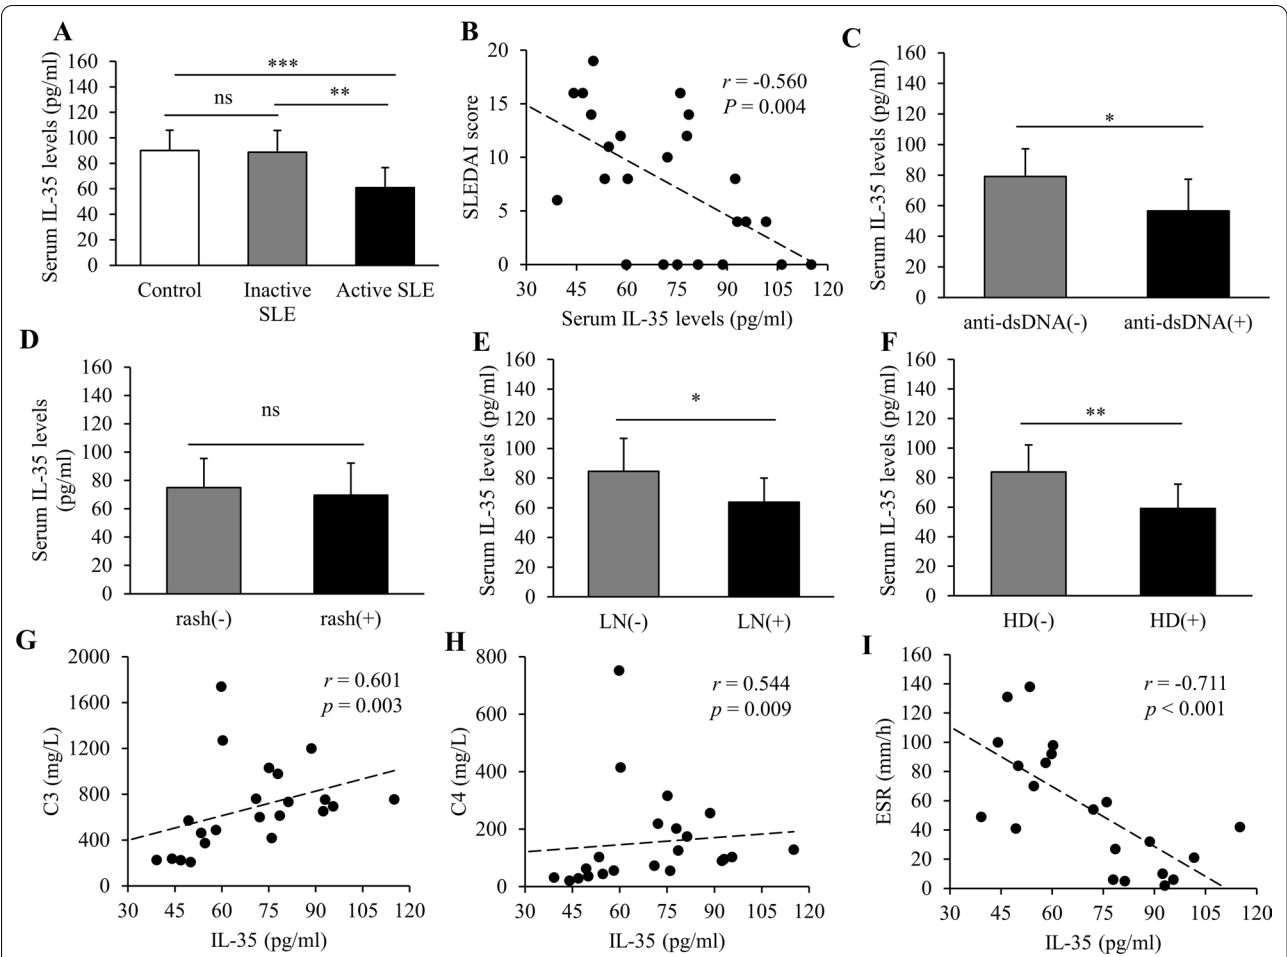 A
Serum IL-35 levels (pg/ml)
160
140
120
100
80
60
40
20
0
***
ns
**
Control
Inactive
SLE
Active SLE
B
SLEDAI score
20
15
10
5
0
r = -0.560
P = 0.004
30 45 60 75 90 105 120
Serum IL-35 levels (pg/ml)
C
Serum IL-35 levels (pg/ml)
160
140
120
100
80
60
40
20
0
*
anti-dsDNA(-) anti-dsDNA(+)
D
Serum IL-35 levels
(pg/ml)
160
140
120
100
80
60
40
20
0
ns
rash(-) rash(+)
E
Serum IL-35 levels (pg/ml)
160
140
120
100
80
60
40
20
0
*
LN(-) LN(+)
F
Serum IL-35 levels (pg/ml)
160
140
120
100
80
60
40
20
0
**
HD(-) HD(+)
G
C3 (mg/L)
2000
1600
1200
800
400
0
r = 0.601
p = 0.003
30 45 60 75 90 105 120
IL-35 (pg/ml)
H
C4 (mg/L)
800
600
400
200
0
r = 0.544
p = 0.009
30 45 60 75 90 105 120
IL-35 (pg/ml)
I
ESR (mm/h)
160
140
120
100
80
60
40
20
0
r = -0.711
p < 0.001
30 45 60 75 90 105 120
IL-35 (pg/ml)